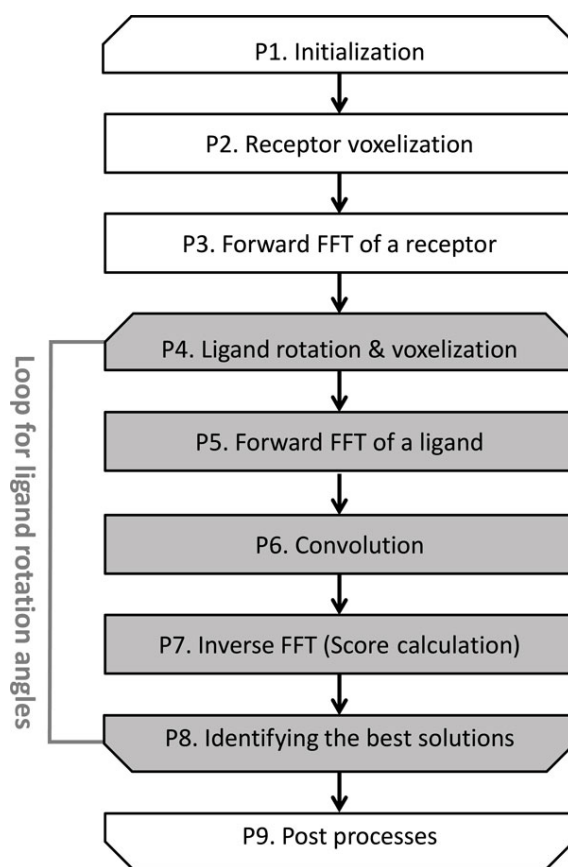 P1. Initialization
P2. Receptor voxelization
P3. Forward FFT of a receptor
P4. Ligand rotation & voxelization
P5. Forward FFT of a ligand
P6. Convolution
P7. Inverse FFT (Score calculation)
P8. Identifying the best solutions
P9. Post processes
Loop for ligand rotation angles